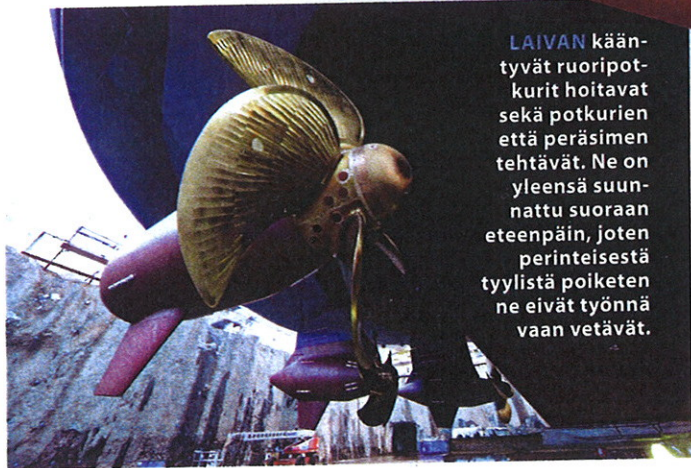 LAIVAN kään-
tyvät ruoripot-
kurit hoitavat
sekä potkurien
että peräsimen
tehtävät. Ne on
yleensä suun-
nattu suoraan
eteenpäin, joten
perinteisestä
tyylistä poiketen
ne eivät työnnä
vaan vetävät.